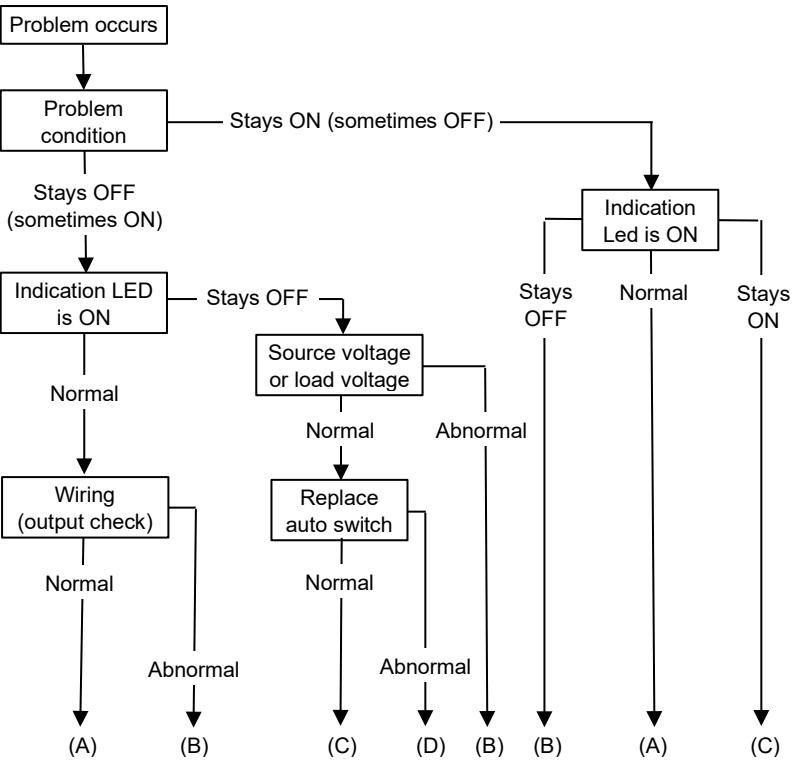 Problem occurs
Problem
condition
Stays ON (sometimes OFF)
Stays OFF
(sometimes ON)
Indication
Led is ON
Indication LED
is ON
Stays OFF
Stays
OFF
Normal
Stays
ON
Source voltage
or load voltage
Normal
Normal
Abnormal
Wiring
(output check)
Replace
auto switch
Normal
Normal
Abnormal
Abnormal
(A)
(B)
(C)
(D)
(B)
(B)
(A)
(C)